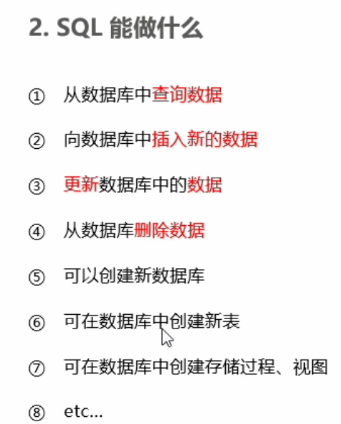 2. SQL 能做什么
① 从数据库中查询数据
② 向数据库中插入新的数据
③ 更新数据库中的数据
④ 从数据库删除数据
⑤ 可以创建新数据库
⑥ 可在数据库中创建新表
⑦ 可在数据库中创建存储过程、视图
⑧ etc...